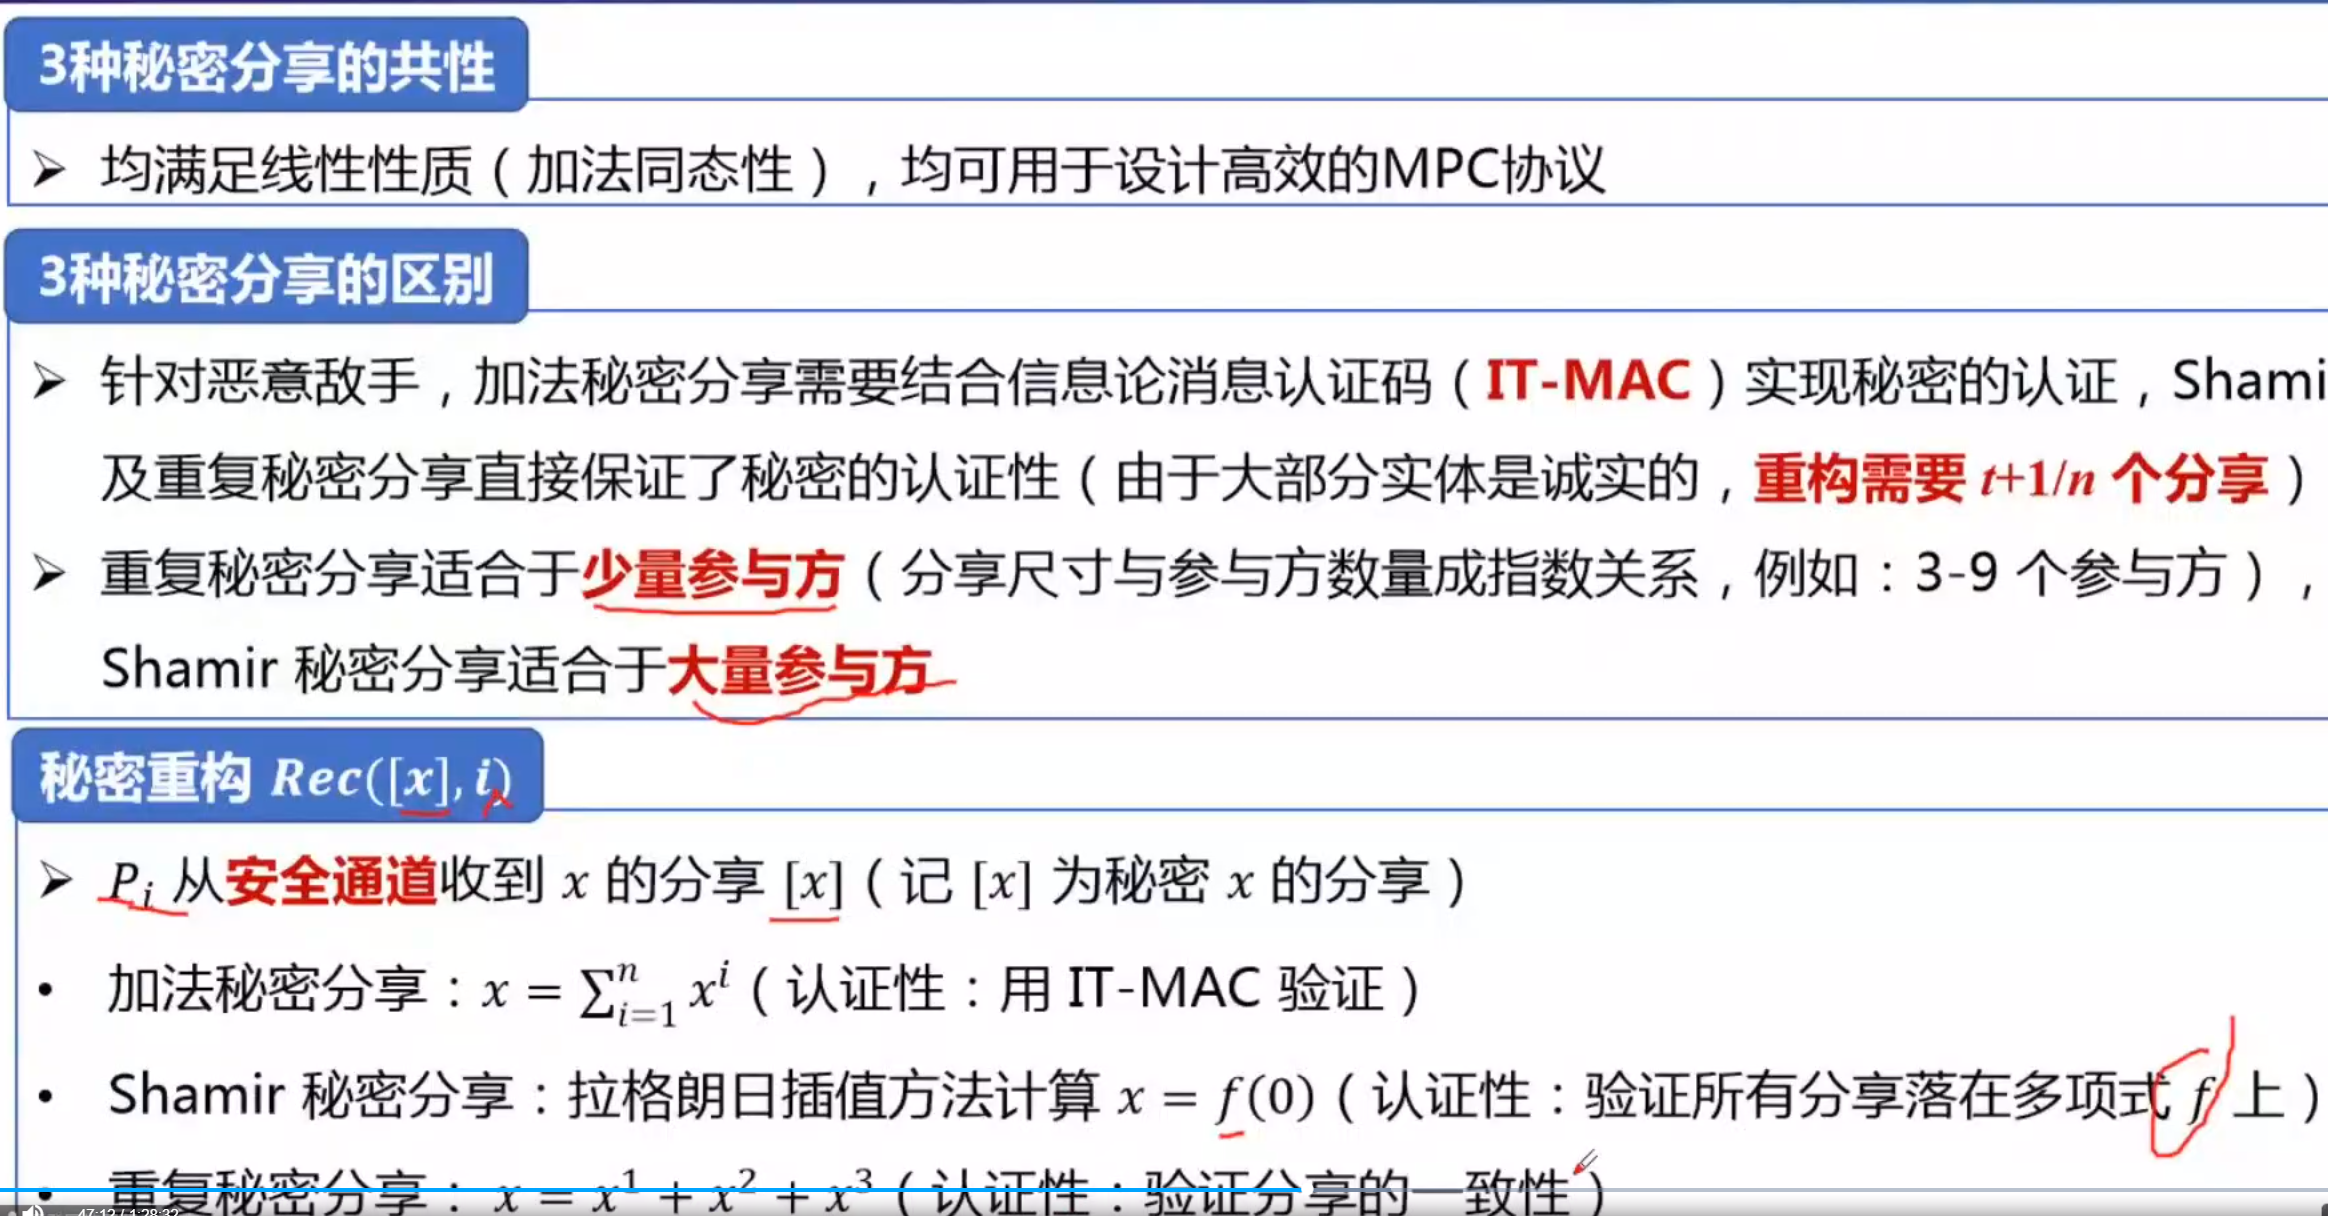 3种秘密分享的共性
➢ 均满足线性性质（加法同态性），均可用于设计高效的MPC协议
3种秘密分享的区别
➢ 针对恶意敌手，加法秘密分享需要结合信息论消息认证码（IT-MAC）实现秘密的认证，Shami
及重复秘密分享直接保证了秘密的认证性（由于大部分实体是诚实的，重构需要 t+1/n 个分享）
➢ 重复秘密分享适合于少量参与方（分享尺寸与参与方数量成指数关系，例如：3-9 个参与方），
Shamir 秘密分享适合于大量参与方
秘密重构 Rec([x], i)
➢ P_i 从安全通道收到 x 的分享 [x]（记 [x] 为秘密 x 的分享）
• 加法秘密分享：x = ∑_{i=1}^{n} x^i（认证性：用 IT-MAC 验证）
• Shamir 秘密分享：拉格朗日插值方法计算 x = f(0)（认证性：验证所有分享落在多项式 f 上）
• 重复秘密分享：x = x^1 + x^2 + x^3（认证性：验证分享的一致性）
47:12 / 1:28:32